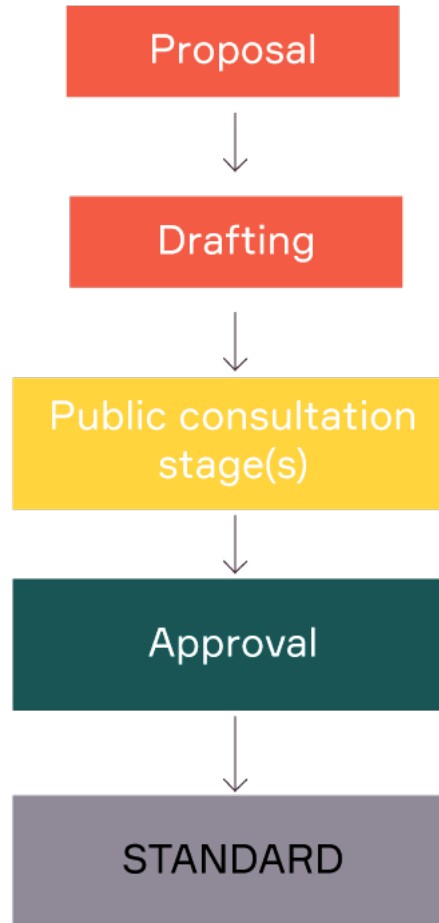 Proposal
Drafting
Public consultation
stage(s)
Approval
STANDARD